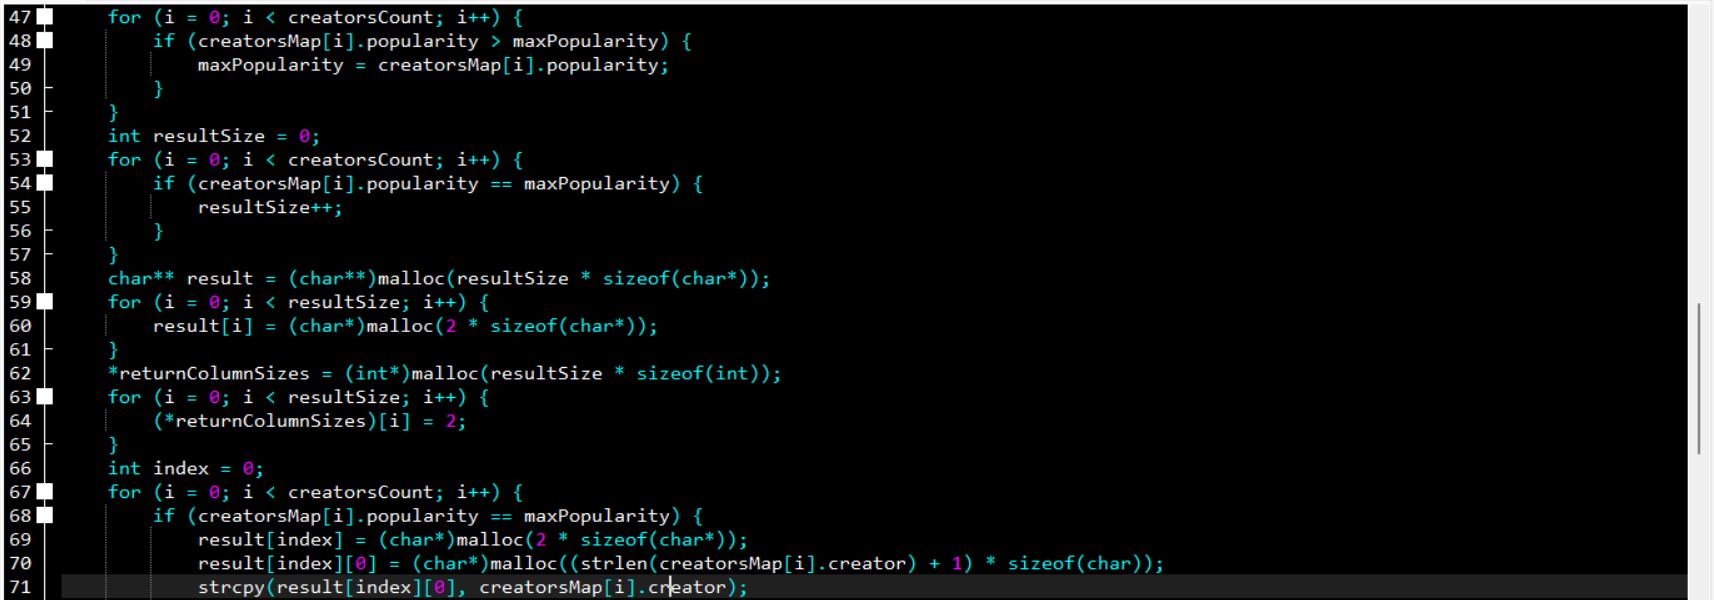 47 for (i = 0; i < creatorsCount; i++) {
48 if (creatorsMap[i].popularity > maxPopularity) {
49 maxPopularity = creatorsMap[i].popularity;
50 }
51 }
52 int resultSize = 0;
53 for (i = 0; i < creatorsCount; i++) {
54 if (creatorsMap[i].popularity == maxPopularity) {
55 resultSize++;
56 }
57 }
58 char** result = (char**)malloc(resultSize * sizeof(char*));
59 for (i = 0; i < resultSize; i++) {
60 result[i] = (char*)malloc(2 * sizeof(char*));
61 }
62 *returnColumnSizes = (int*)malloc(resultSize * sizeof(int));
63 for (i = 0; i < resultSize; i++) {
64 (*returnColumnSizes)[i] = 2;
65 }
66 int index = 0;
67 for (i = 0; i < creatorsCount; i++) {
68 if (creatorsMap[i].popularity == maxPopularity) {
69 result[index] = (char*)malloc(2 * sizeof(char*));
70 result[index][0] = (char*)malloc((strlen(creatorsMap[i].creator) + 1) * sizeof(char));
71 strcpy(result[index][0], creatorsMap[i].creator);